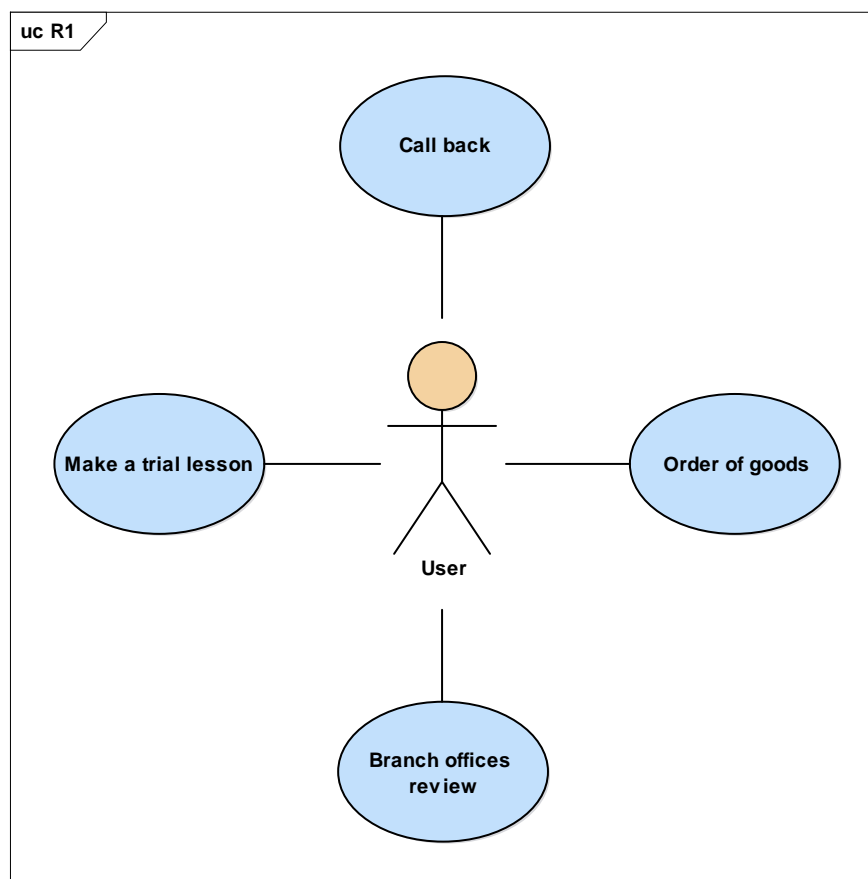 uc R1
Call back
Make a trial lesson
Order of goods
User
Branch offices
review